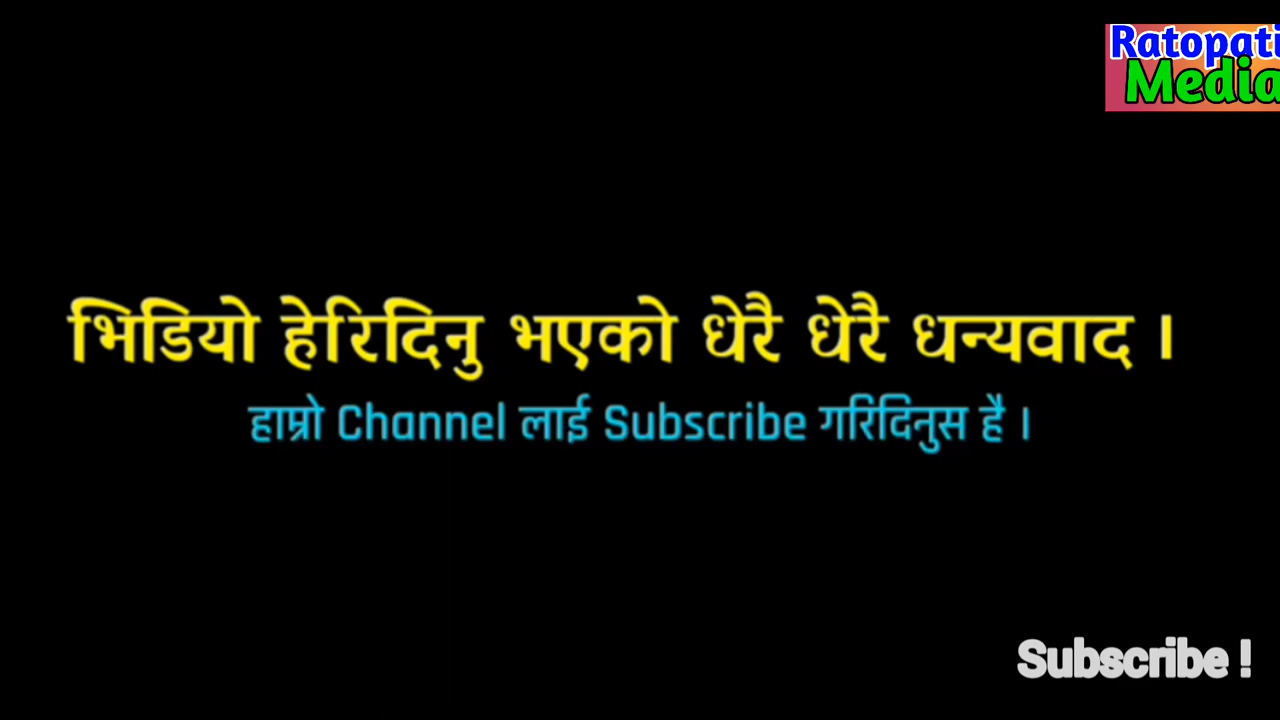 Ratopati
Media
भिडियो हेरिदिनु भएको धेरै धेरै धन्यवाद ।
हाम्रो Channel लाई Subscribe गरिदिनुस है ।
Subscribe !